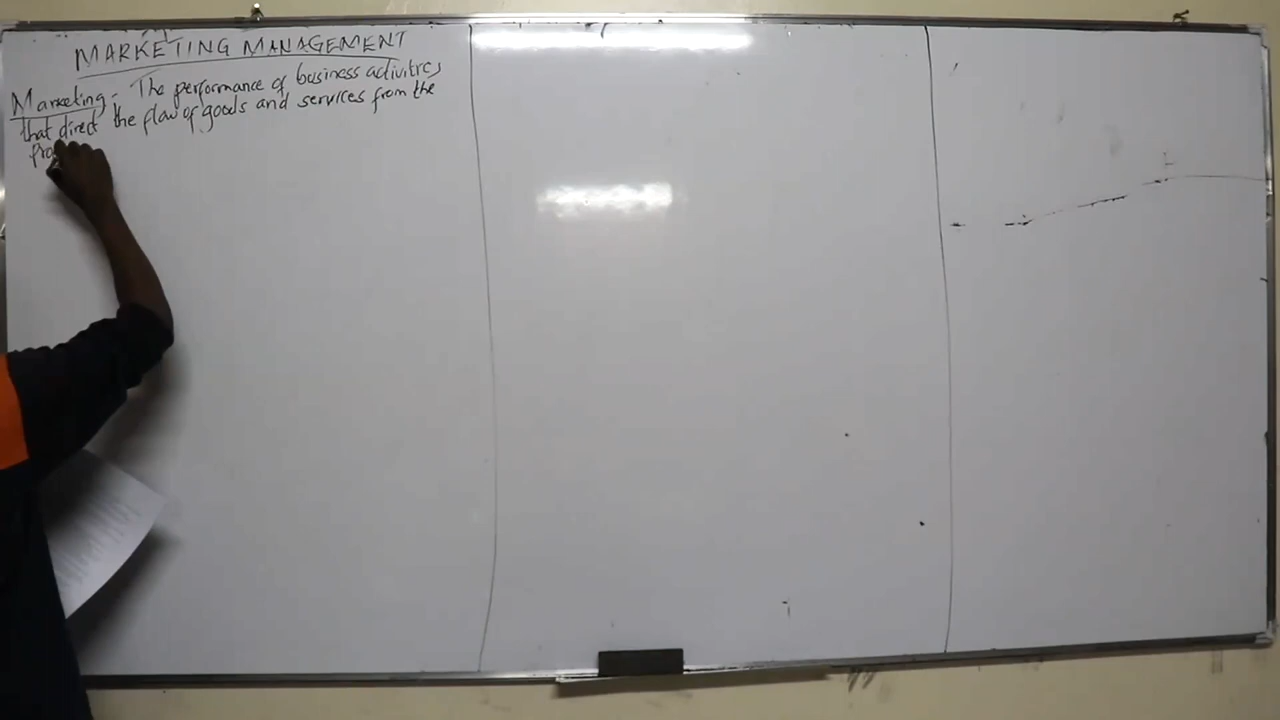 MARKETING MANAGEMENT
Marketing - The performance of business activities
that direct the flow of goods and services from the